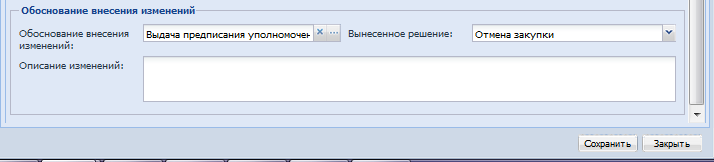 Обоснование внесения изменений
Обоснование внесения изменений:
Выдача предписания уполномочен
Вынесенное решение:
Отмена закупки
Описание изменений:
Сохранить
Закрыть